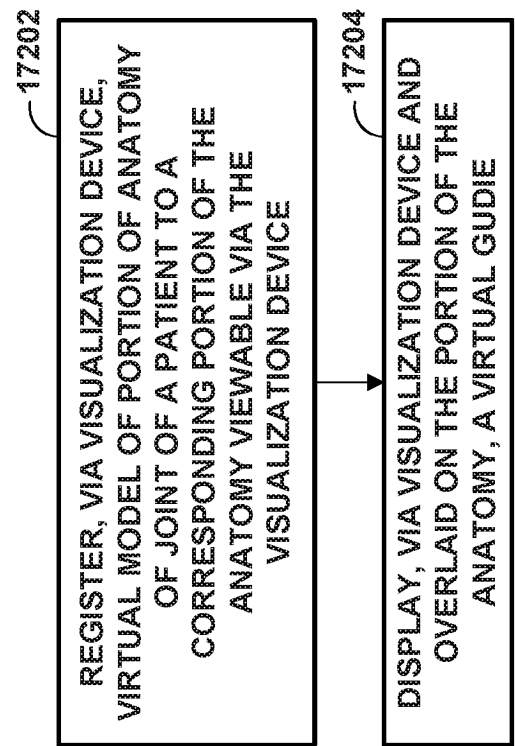 17202
REGISTER, VIA VISUALIZATION DEVICE,
VIRTUAL MODEL OF PORTION OF ANATOMY
OF JOINT OF A PATIENT TO A
CORRESPONDING PORTION OF THE
ANATOMY VIEWABLE VIA THE
VISUALIZATION DEVICE
17204
DISPLAY, VIA VISUALIZATION DEVICE AND
OVERLAID ON THE PORTION OF THE
ANATOMY, A VIRTUAL GUDIE